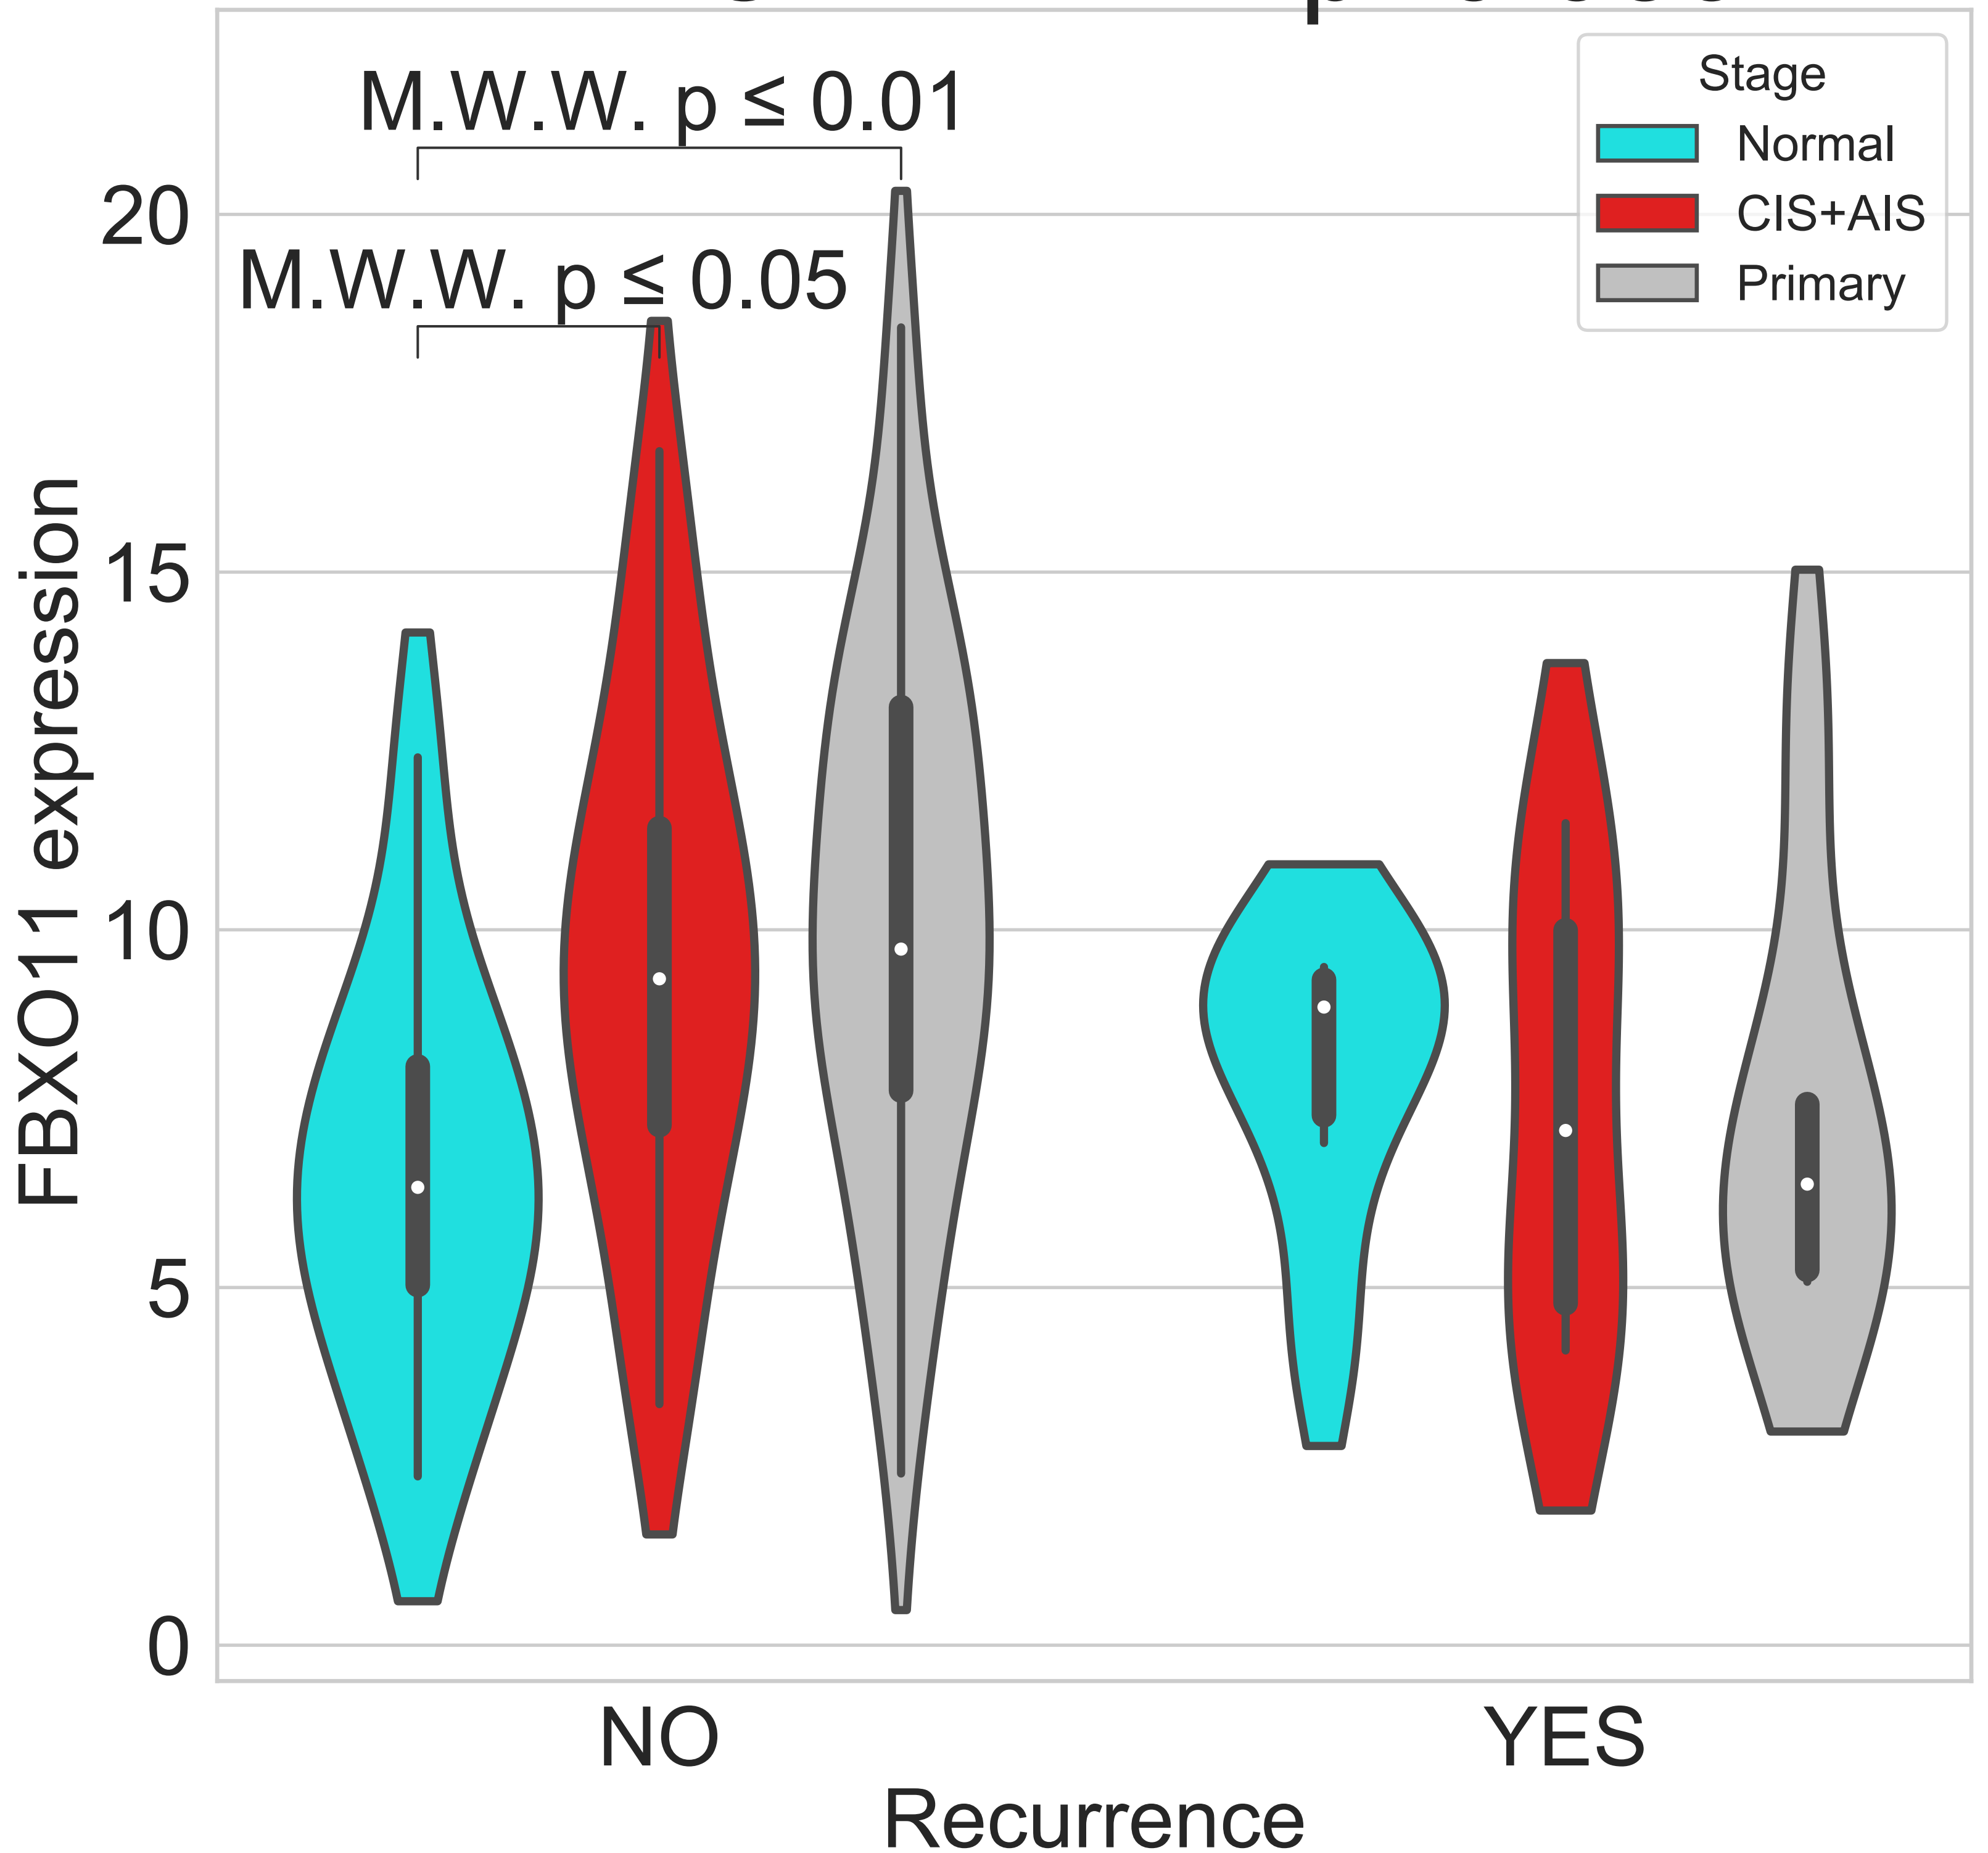 M.W.W. p ≤ 0.01
M.W.W. p ≤ 0.05
Stage
Normal
CIS+AIS
Primary
FBXO11 expression
20
15
10
5
0
NO
YES
Recurrence